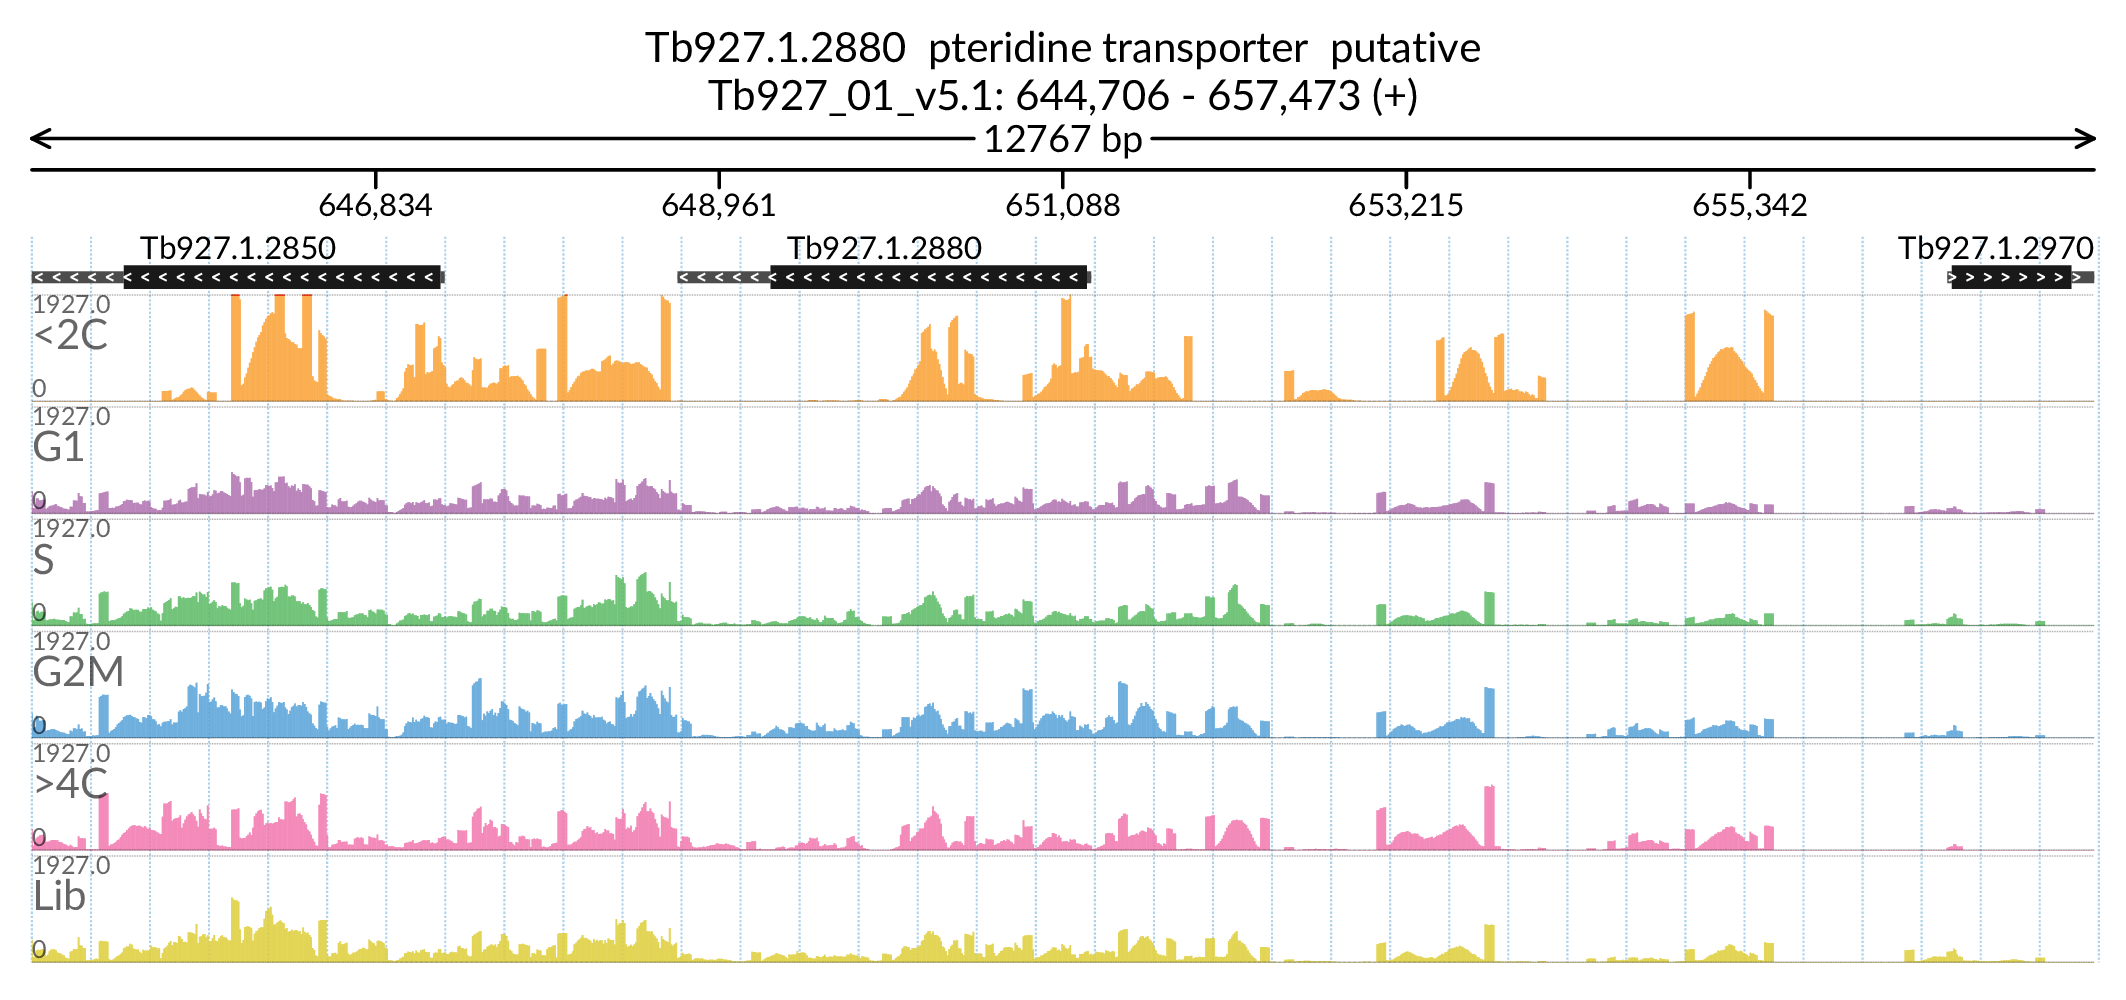 Tb927.1.2880 pteridine transporter putative
Tb927_01_v5.1: 644,706 - 657,473 (+)
12767 bp
646,834 648,961 651,088 653,215 655,342
Tb927.1.2850 Tb927.1.2880 Tb927.1.2970
1927.0
<2C
0
1927.0
G1
0
1927.0
S
0
1927.0
G2M
0
1927.0
>4C
0
1927.0
Lib
0